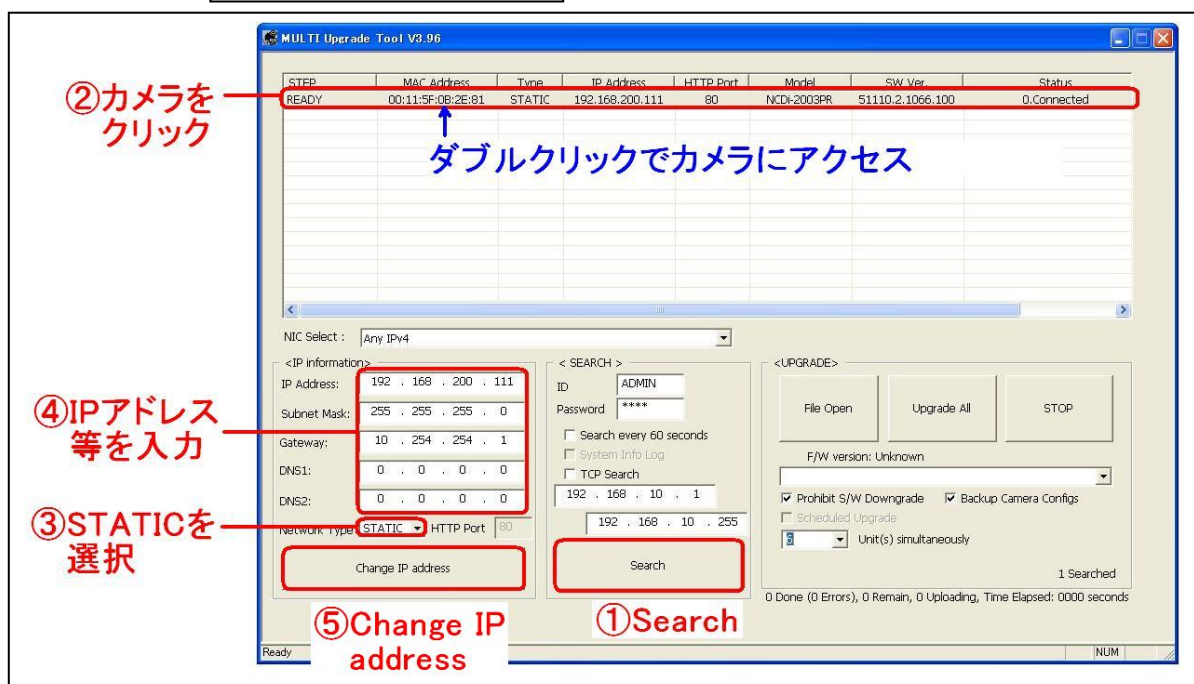 MULTI Upgrade Tool V3.96
STEP MAC Address Type IP Address HTTP Port Model SW Ver. Status
READY 00:11:5F:0B:2E:81 STATIC 192.168.200.111 80 NCDi-2003PR 51110.2.1066.100 0.Connected
②カメラを
クリック
ダブルクリックでカメラにアクセス
NIC Select : Any IPv4
<IP information>
IP Address: 192 . 168 . 200 . 111
Subnet Mask: 255 . 255 . 255 . 0
Gateway: 10 . 254 . 254 . 1
DNS1: 0 . 0 . 0 . 0
DNS2: 0 . 0 . 0 . 0
Network Type STATIC HTTP Port 80
Change IP address
④IPアドレス
等を入力
③STATICを
選択
⑤Change IP
address
< SEARCH >
ID ADMIN
Password ****
Search every 60 seconds
System Info Log
TCP Search
192 . 168 . 10 . 1
192 . 168 . 10 . 255
Search
①Search
<UPGRADE>
File Open Upgrade All STOP
F/W version: Unknown
Prohibit S/W Downgrade Backup Camera Configs
Scheduled Upgrade
6 Unit(s) simultaneously
1 Searched
0 Done (0 Errors), 0 Remain, 0 Uploading, Time Elapsed: 0000 seconds
Ready NUM